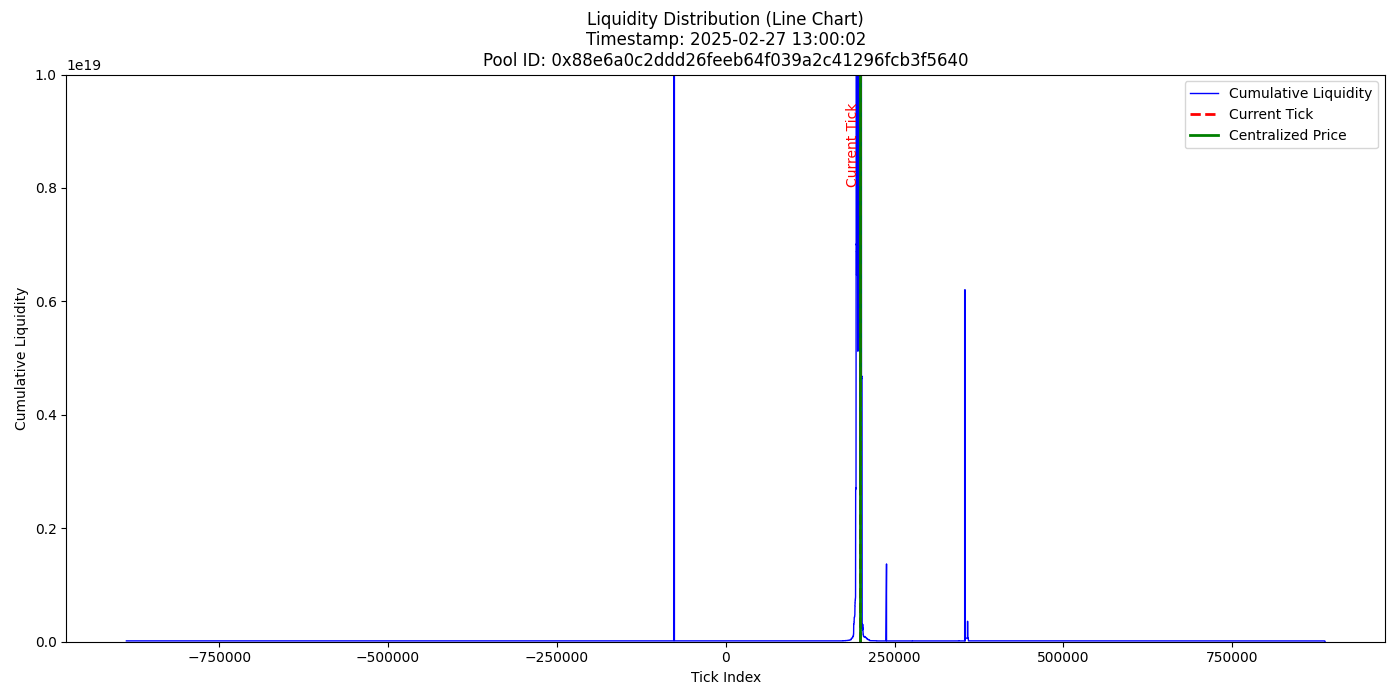 Liquidity Distribution (Line Chart)
Timestamp: 2025-02-27 13:00:02
Pool ID: 0x88e6a0c2ddd26feeb64f039a2c41296fcb3f5640
1e19
1.0
0.8
0.6
0.4
0.2
0.0
Cumulative Liquidity
Current Tick
Cumulative Liquidity
Current Tick
Centralized Price
−750000
−500000
−250000
0
250000
500000
750000
Tick Index